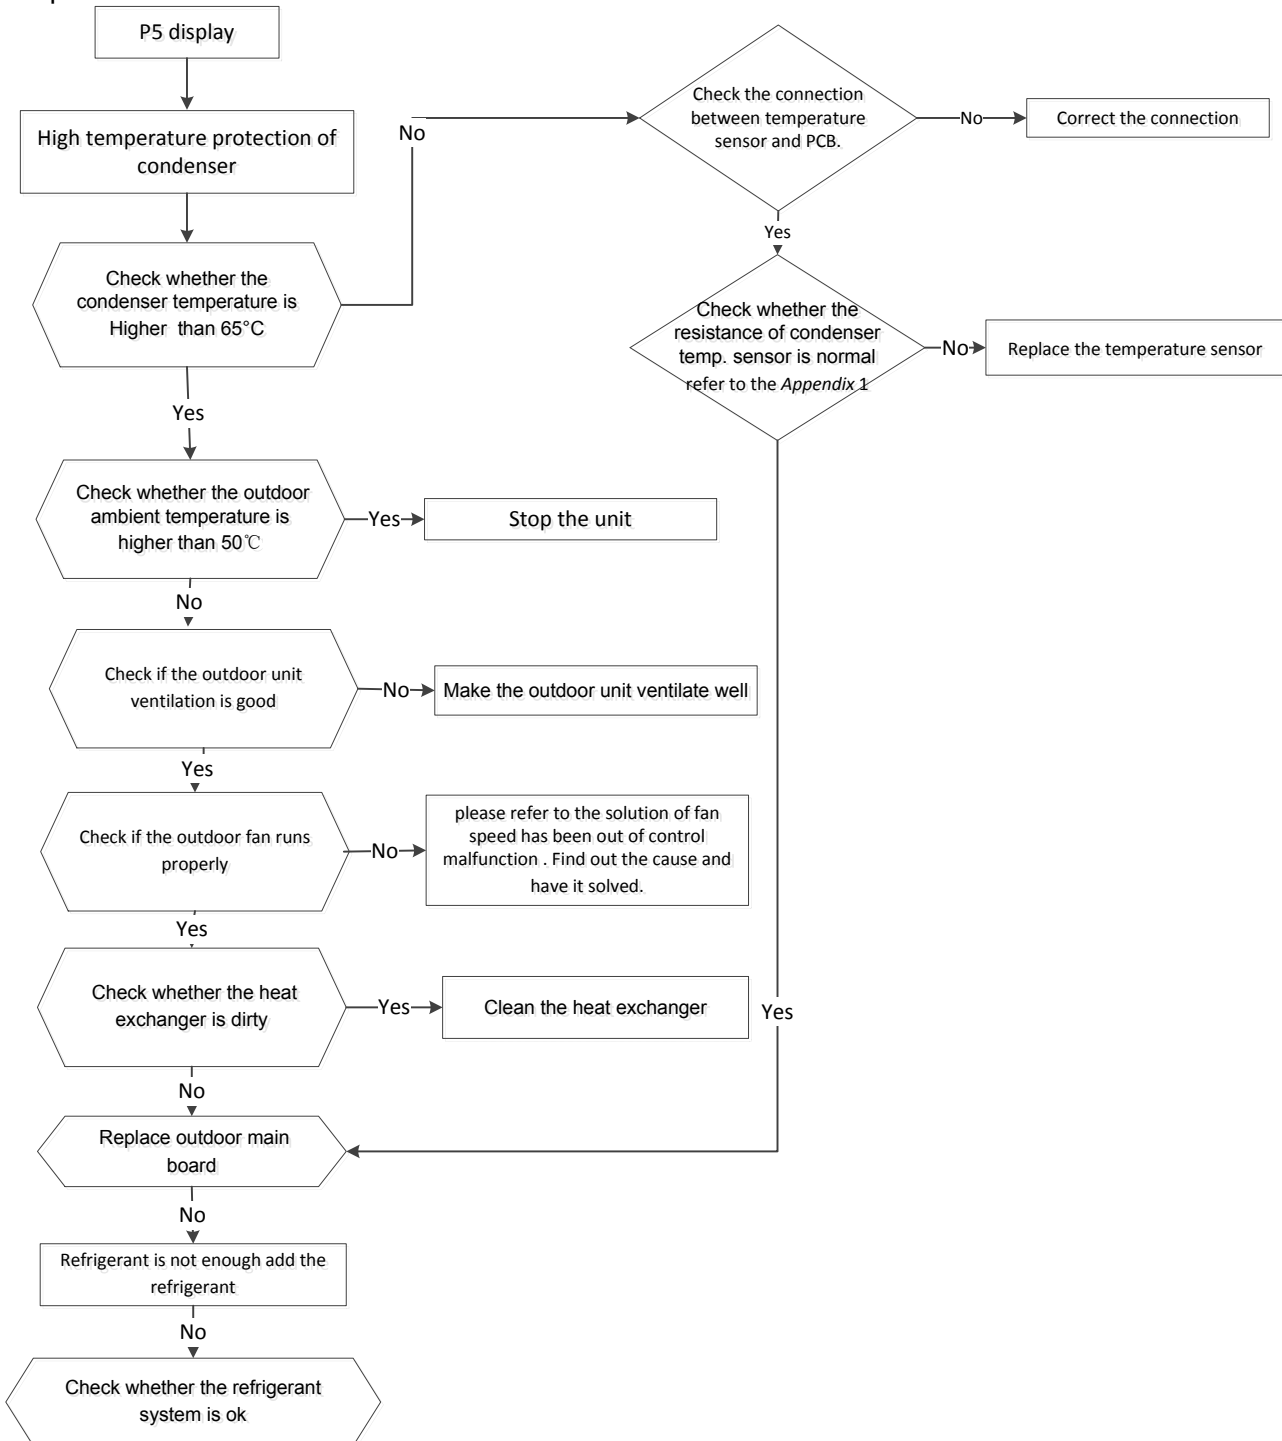 P5 display
High temperature protection of
condenser
Check whether the
condenser temperature is
Higher than 65°C
No
Check the connection
between temperature
sensor and PCB.
No
Correct the connection
Yes
Check whether the
resistance of condenser
temp. sensor is normal
refer to the Appendix 1
No
Replace the temperature sensor
Yes
Yes
Check whether the outdoor
ambient temperature is
higher than 50℃
Yes
Stop the unit
No
Check if the outdoor unit
ventilation is good
No
Make the outdoor unit ventilate well
Yes
Check if the outdoor fan runs
properly
No
please refer to the solution of fan
speed has been out of control
malfunction . Find out the cause and
have it solved.
Yes
Check whether the heat
exchanger is dirty
Yes
Clean the heat exchanger
No
Replace outdoor main
board
No
Refrigerant is not enough add the
refrigerant
No
Check whether the refrigerant
system is ok